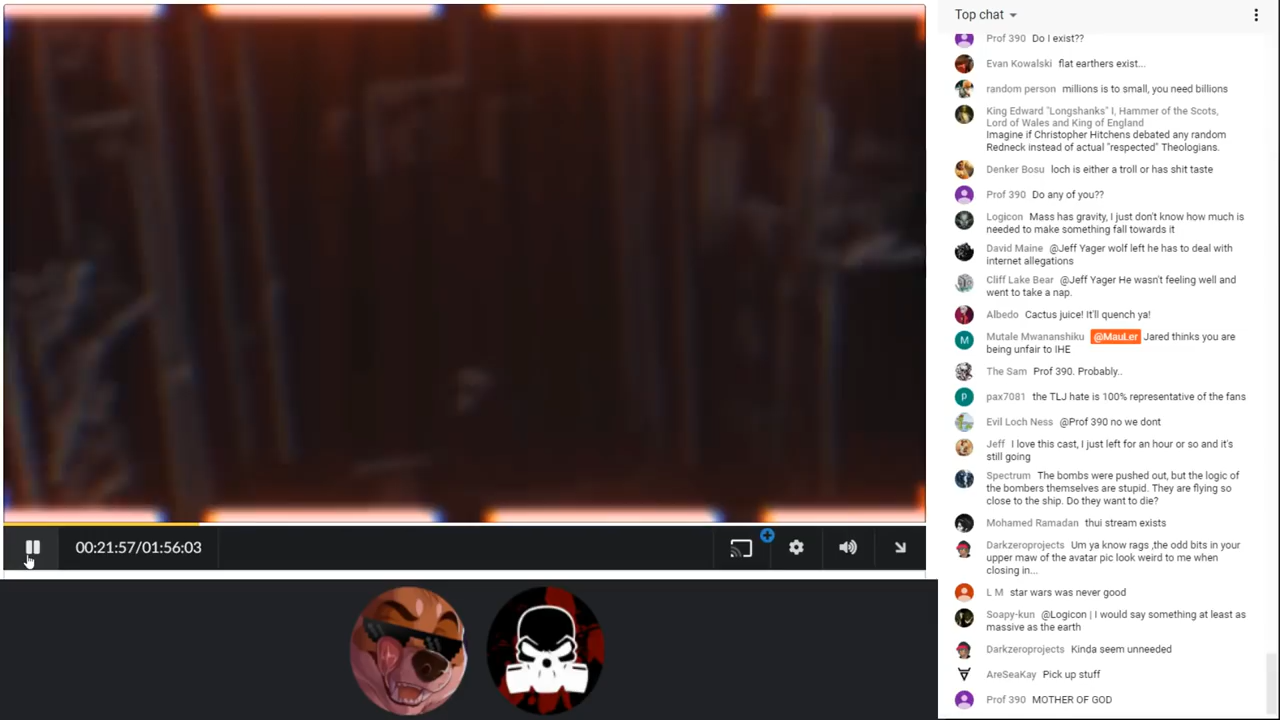 Top chat
Prof 390 Do I exist??
Evan Kowalski flat earthers exist...
random person millions is to small, you need billions
King Edward "Longshanks" I, Hammer of the Scots,
Lord of Wales and King of England
Imagine if Christopher Hitchens debated any random
Redneck instead of actual "respected" Theologians.
Denker Bosu loch is either a troll or has shit taste
Prof 390 Do any of you??
Logicon Mass has gravity, I just don't know how much is
needed to make something fall towards it
David Maine @Jeff Yager wolf left he has to deal with
internet allegations
Cliff Lake Bear @Jeff Yager He wasn't feeling well and
went to take a nap.
Albedo Cactus juice! It'll quench ya!
M
Mutale Mwananshiku @MauLer Jared thinks you are
being unfair to IHE
The Sam Prof 390. Probably..
P
pax7081 the TLJ hate is 100% representative of the fans
Evil Loch Ness @Prof 390 no we dont
Jeff I love this cast, I just left for an hour or so and it's
still going
Spectrum The bombs were pushed out, but the logic of
the bombers themselves are stupid. They are flying so
close to the ship. Do they want to die?
Mohamed Ramadan thui stream exists
Darkzeroprojects Um ya know rags ,the odd bits in your
upper maw of the avatar pic look weird to me when
closing in...
L M star wars was never good
Soapy-kun @Logicon | I would say something at least as
massive as the earth
Darkzeroprojects Kinda seem unneeded
AreSeaKay Pick up stuff
Prof 390 MOTHER OF GOD
00:21:57/01:56:03